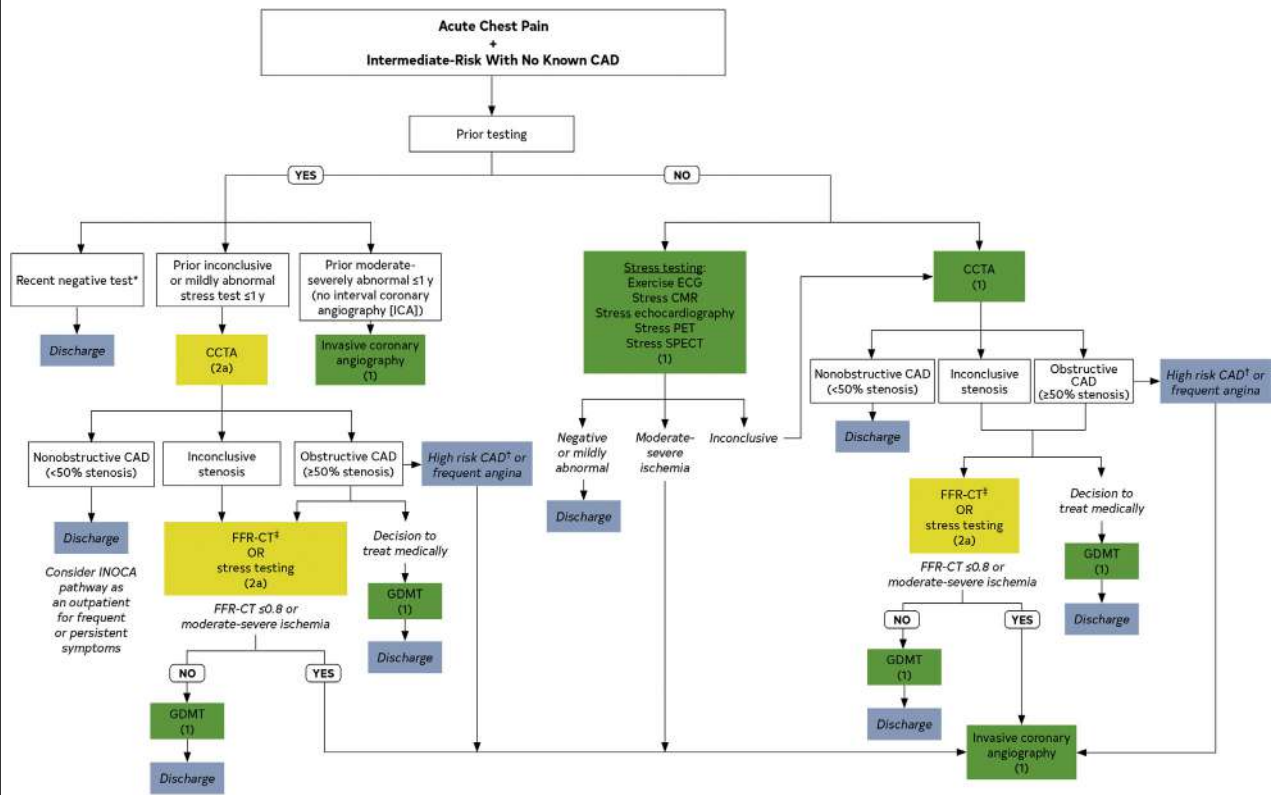 Acute Chest Pain
+
Intermediate-Risk With No Known CAD
Prior testing
YES
NO
Recent negative test*
Discharge
Prior inconclusive
or mildly abnormal
stress test ≤1 y
CCTA
(2a)
Prior moderate-
severely abnormal ≤1 y
(no interval coronary
angiography [ICA])
Invasive coronary
angiography
(1)
Nonobstructive CAD
(<50% stenosis)
Inconclusive
stenosis
Obstructive CAD
(≥50% stenosis)
High risk CAD† or
frequent angina
Discharge
Consider INOCA
pathway as
an outpatient
for frequent
or persistent
symptoms
FFR-CT‡
OR
stress testing
(2a)
Decision to
treat medically
GDMT
(1)
Discharge
FFR-CT ≤0.8 or
moderate-severe ischemia
NO
YES
GDMT
(1)
Discharge
Stress testing:
Exercise ECG
Stress CMR
Stress echocardiography
Stress PET
Stress SPECT
(1)
Negative
or mildly
abnormal
Moderate-
severe
ischemia
Inconclusive
Discharge
CCTA
(1)
Nonobstructive CAD
(<50% stenosis)
Inconclusive
stenosis
Obstructive
CAD
(≥50% stenosis)
High risk CAD† or
frequent angina
Discharge
FFR-CT‡
OR
stress testing
(2a)
Decision to
treat medically
GDMT
(1)
Discharge
FFR-CT ≤0.8 or
moderate-severe ischemia
NO
YES
GDMT
(1)
Discharge
Invasive coronary
angiography
(1)